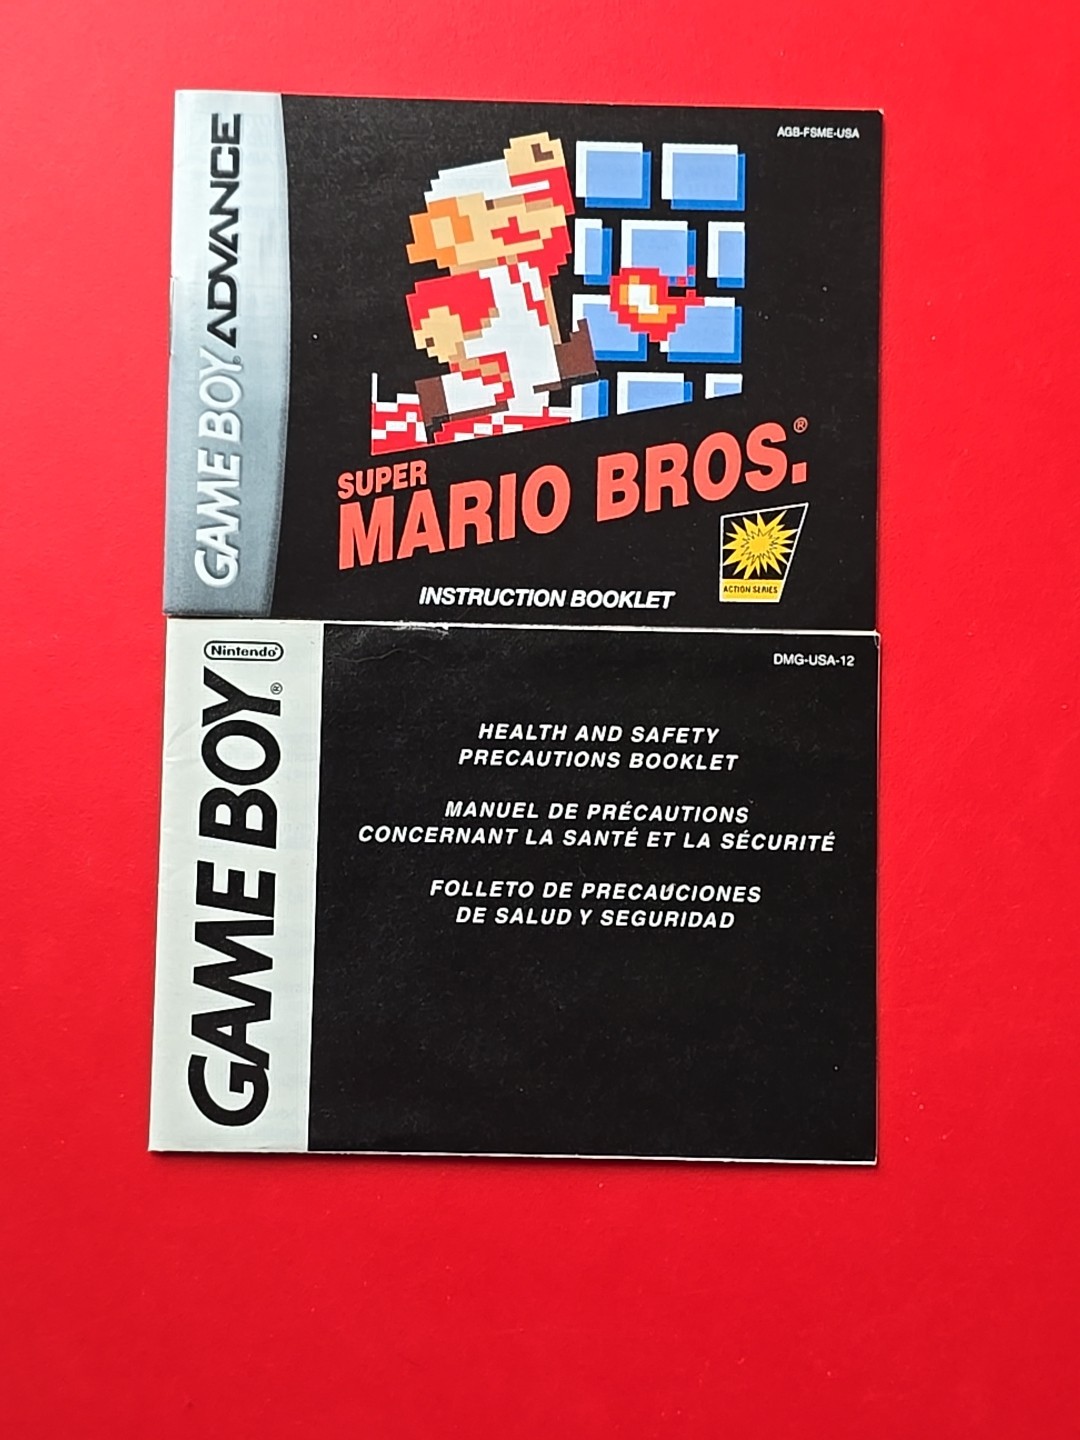 GAME BOY ADVANCE
AGB-FSME-USA
SUPER
MARIO BROS.®
ACTION SERIES
INSTRUCTION BOOKLET
Nintendo®
GAME BOY®
DMG-USA-12
HEALTH AND SAFETY
PRECAUTIONS BOOKLET
MANUEL DE PRÉCAUTIONS
CONCERNANT LA SANTÉ ET LA SÉCURITÉ
FOLLETO DE PRECAUCIONES
DE SALUD Y SEGURIDAD